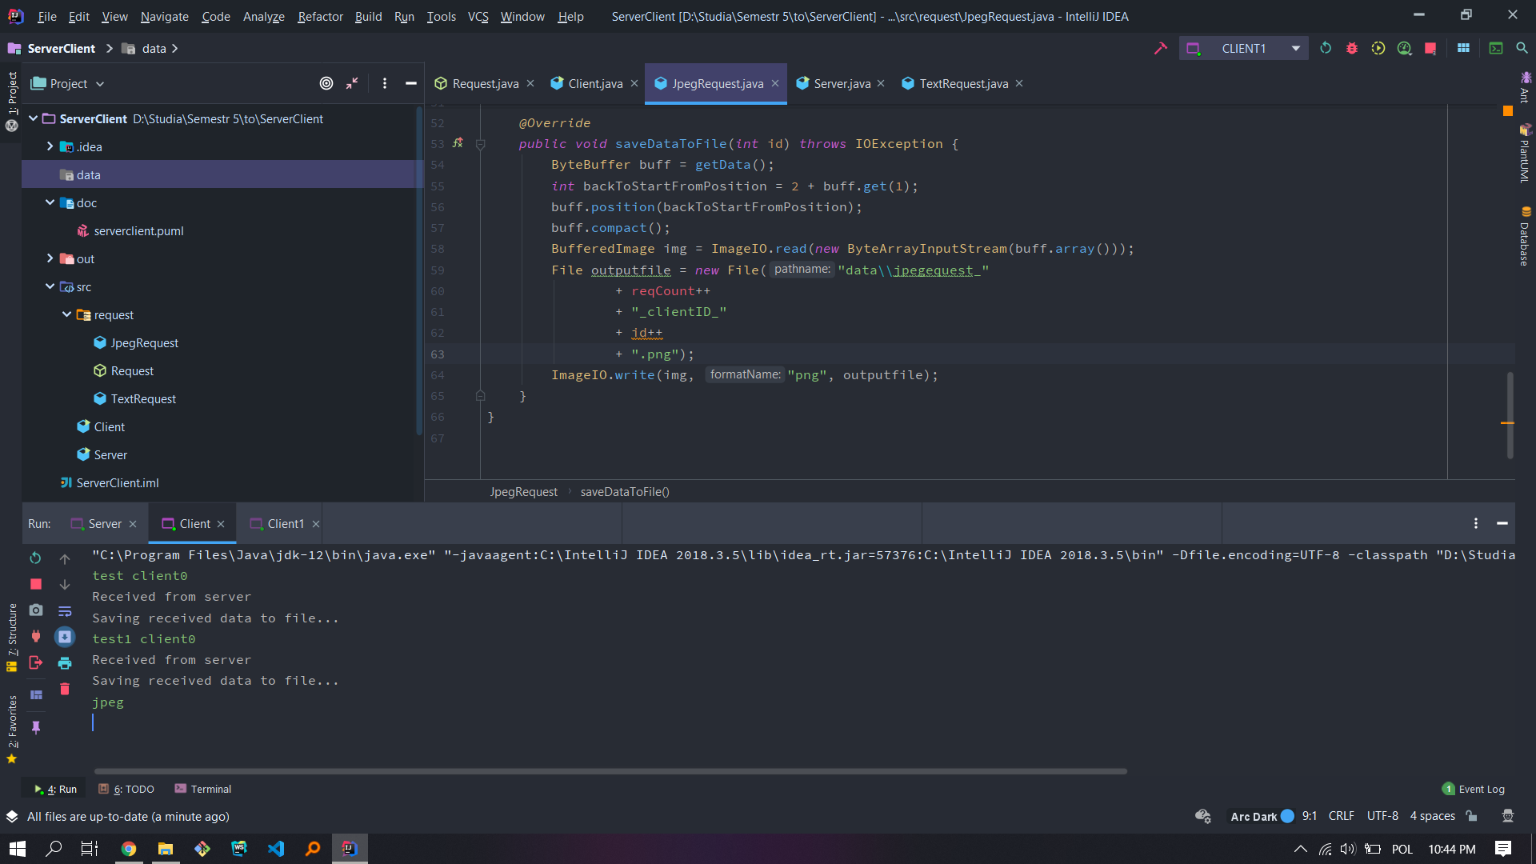 File Edit View Navigate Code Analyze Refactor Build Run Tools VCS Window Help ServerClient [D:\Studia\Semestr 5\to\ServerClient] - ...\src\request\JpegRequest.java - IntelliJ IDEA
ServerClient data CLIENT1
Project
Request.java Client.java JpegRequest.java Server.java TextRequest.java
1: Project
7: Structure
2: Favorites
Ant
PlantUML
Database
ServerClient D:\Studia\Semestr 5\to\ServerClient
.idea
data
doc
serverclient.puml
out
src
request
JpegRequest
Request
TextRequest
Client
Server
ServerClient.iml
52 @Override
53 public void saveDataToFile(int id) throws IOException {
54 ByteBuffer buff = getData();
55 int backToStartFromPosition = 2 + buff.get(1);
56 buff.position(backToStartFromPosition);
57 buff.compact();
58 BufferedImage img = ImageIO.read(new ByteArrayInputStream(buff.array()));
59 File outputfile = new File( pathname: "data\\jpegequest_"
60 + reqCount++
61 + "_clientID_"
62 + id++
63 + ".png");
64 ImageIO.write(img, formatName: "png", outputfile);
65 }
66 }
67
JpegRequest saveDataToFile()
Run: Server Client Client1
"C:\Program Files\Java\jdk-12\bin\java.exe" "-javaagent:C:\IntelliJ IDEA 2018.3.5\lib\idea_rt.jar=57376:C:\IntelliJ IDEA 2018.3.5\bin" -Dfile.encoding=UTF-8 -classpath "D:\Studia
test client0
Received from server
Saving received data to file...
test1 client0
Received from server
Saving received data to file...
jpeg
4: Run 6: TODO Terminal 1 Event Log
All files are up-to-date (a minute ago) Arc Dark 9:1 CRLF UTF-8 4 spaces
POL 10:44 PM